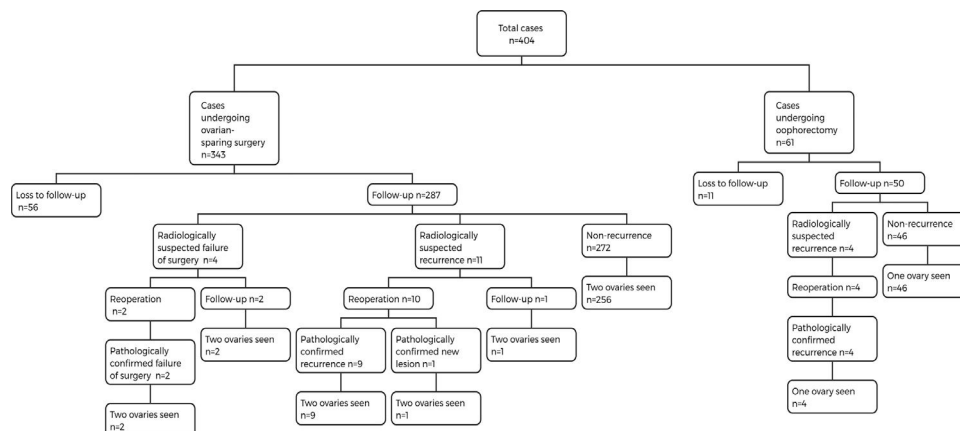 Total cases
n=404
Cases
undergoing
ovarian-
sparing surgery
n=343
Cases
undergoing
oophorectomy
n=61
Loss to follow-up
n=56
Follow-up n=287
Loss to follow-up
n=11
Follow-up n=50
Radiologically
suspected failure
of surgery n=4
Radiologically
suspected
recurrence n=11
Non-recurrence
n=272
Radiologically
suspected
recurrence n=4
Non-recurrence
n=46
Reoperation
n=2
Follow-up n=2
Reoperation n=10
Follow-up n=1
Two ovaries seen
n=256
Reoperation n=4
One ovary seen
n=46
Pathologically
confirmed failure
of surgery n=2
Two ovaries seen
n=2
Pathologically
confirmed
recurrence n=9
Pathologically
confirmed new
lesion n=1
Two ovaries seen
n=1
Pathologically
confirmed
recurrence n=4
Two ovaries seen
n=2
Two ovaries seen
n=9
Two ovaries seen
n=1
One ovary seen
n=4